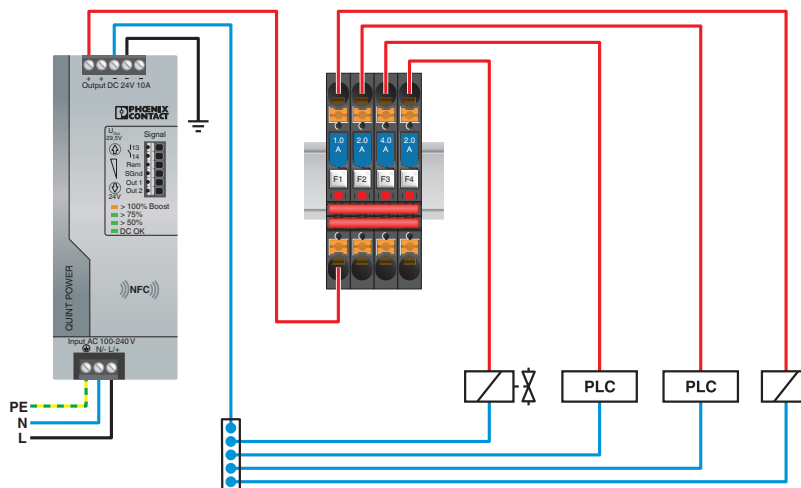 + + − − −
Output DC 24V 10A
PHŒNIX
CONTACT
UOut
29,5V
Signal
13
14
Rem
SGnd
Out 1
Out 2
24V
> 100% Boost
> 75%
> 50%
DC OK
QUINT POWER
NFC
Input AC 100-240 V
N/- L/+
PE
N
L
1.0 A
2.0 A
4.0 A
2.0 A
F1 F2 F3 F4
PLC
PLC